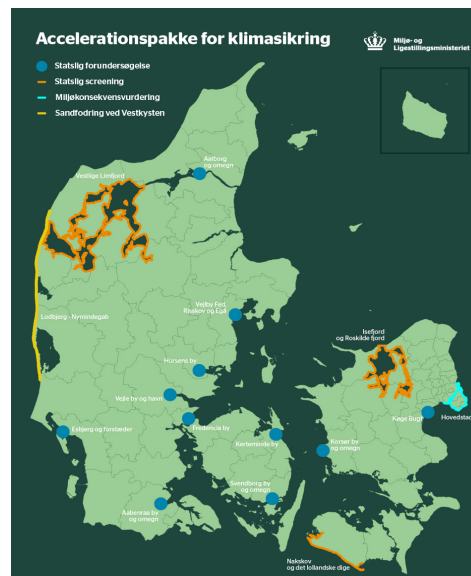 Accelerationspakke for klimasikring
Miljø- og
Ligestillingsministeriet
Statslig forundersøgelse
Statslig screening
Miljøkonsekvensvurdering
Sandfodring ved Vestkysten
Aalborg
og omegn
Vestlige Limfjord
Lodbjerg - Nymindegab
Vejlby Fed,
Risskov og Egå
Isefjord
og Roskilde fjord
Horsens by
Vejle by og havn
Køge Bugt
Hovedstad
Esbjerg og forstæder
Fredericia by
Kerteminde by
Korsør by
og omegn
Svendborg by
og omegn
Aabenraa by
og omegn
Nakskov
og det lollandske dige